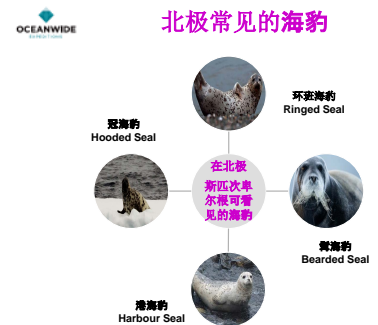 OCEANWIDE
EXPEDITIONS
北极常见的海豹
环斑海豹
Ringed Seal
冠海豹
Hooded Seal
在北极
斯匹次卑
尔根可看
见的海豹
髯海豹
Bearded Seal
港海豹
Harbour Seal